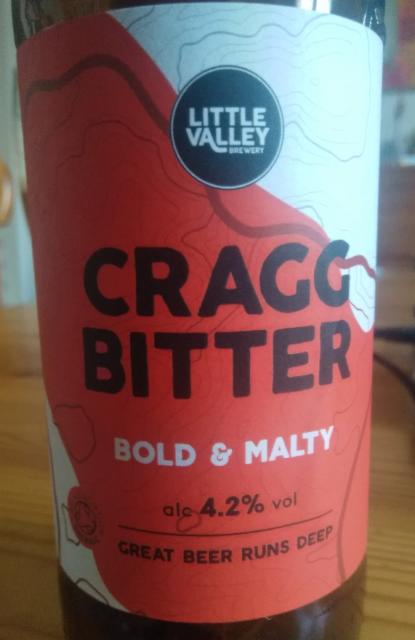 LITTLE
VALLEY
BREWERY
CRAGG
BITTER
BOLD & MALTY
alc 4.2% vol
GREAT BEER RUNS DEEP